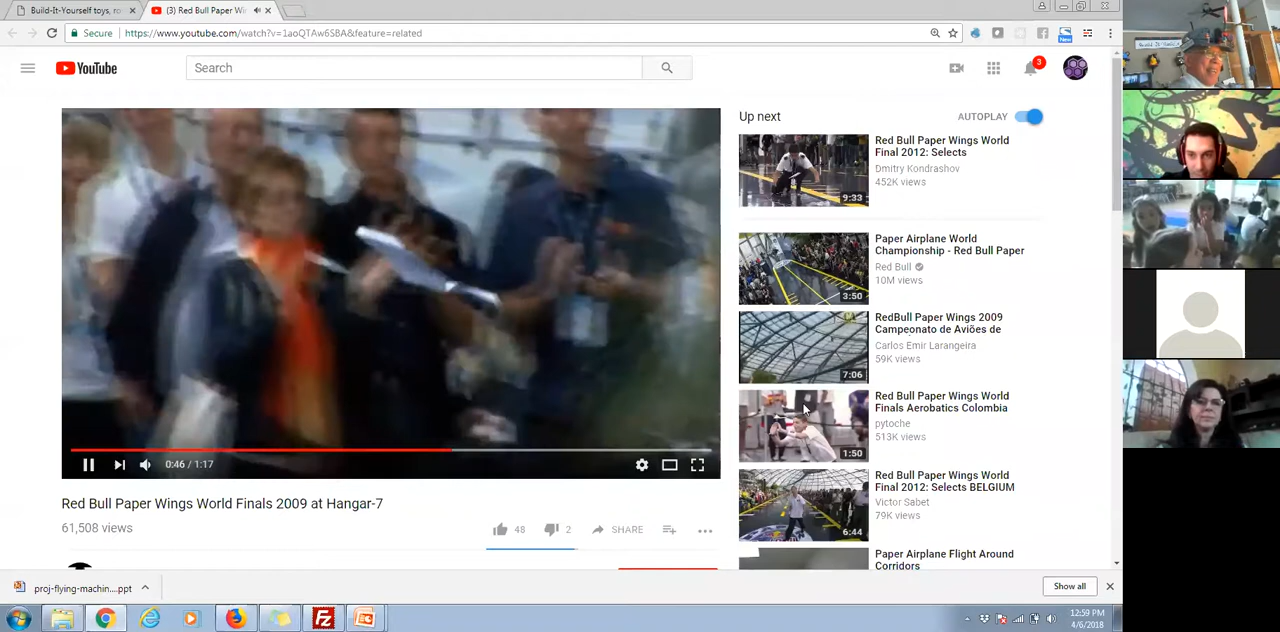 Build-It-Yourself toys, ro
(3) Red Bull Paper Wi
Secure
https://www.youtube.com/watch?v=1aoQTAw6SBA&feature=related
New
YouTube
Search
3
Up next
AUTOPLAY
Red Bull Paper Wings World
Final 2012: Selects
Dmitry Kondrashov
452K views
9:33
Paper Airplane World
Championship - Red Bull Paper
Red Bull
10M views
3:50
RedBull Paper Wings 2009
Campeonato de Aviões de
Carlos Emir Larangeira
59K views
7:06
Red Bull Paper Wings World
Finals Aerobatics Colombia
pytoche
513K views
1:50
Red Bull Paper Wings World
Final 2012: Selects BELGIUM
Victor Sabet
79K views
6:44
Paper Airplane Flight Around
Corridors
0:46 / 1:17
Red Bull Paper Wings World Finals 2009 at Hangar-7
61,508 views
48
2
SHARE
proj-flying-machin....ppt
Show all
12:59 PM
4/6/2018